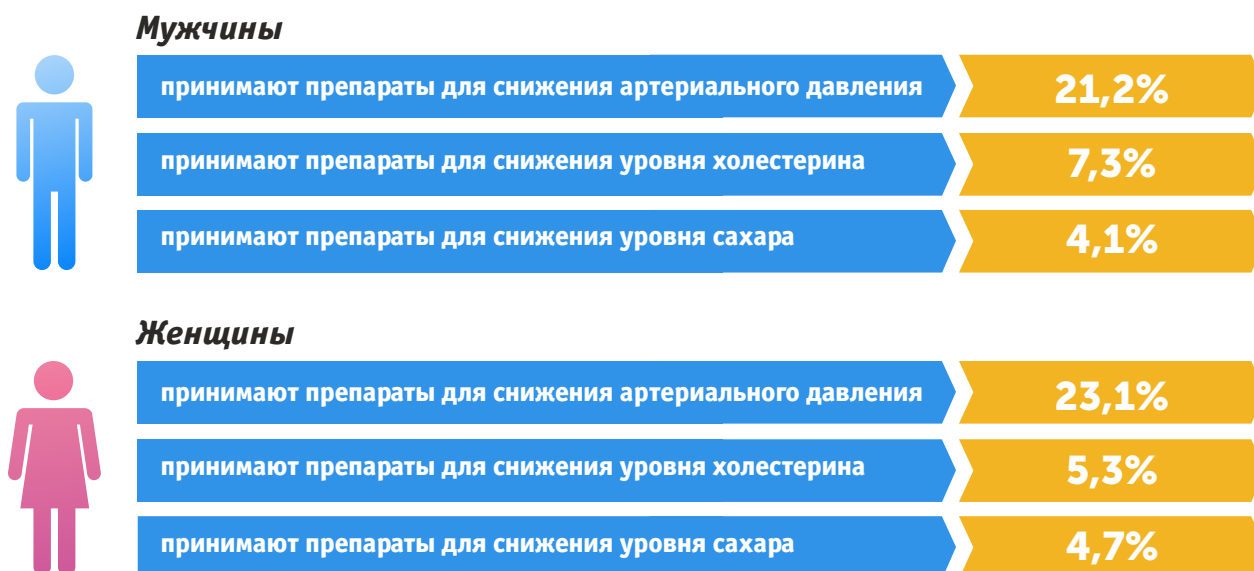 Мужчины
принимают препараты для снижения артериального давления 21,2%
принимают препараты для снижения уровня холестерина 7,3%
принимают препараты для снижения уровня сахара 4,1%
Женщины
принимают препараты для снижения артериального давления 23,1%
принимают препараты для снижения уровня холестерина 5,3%
принимают препараты для снижения уровня сахара 4,7%